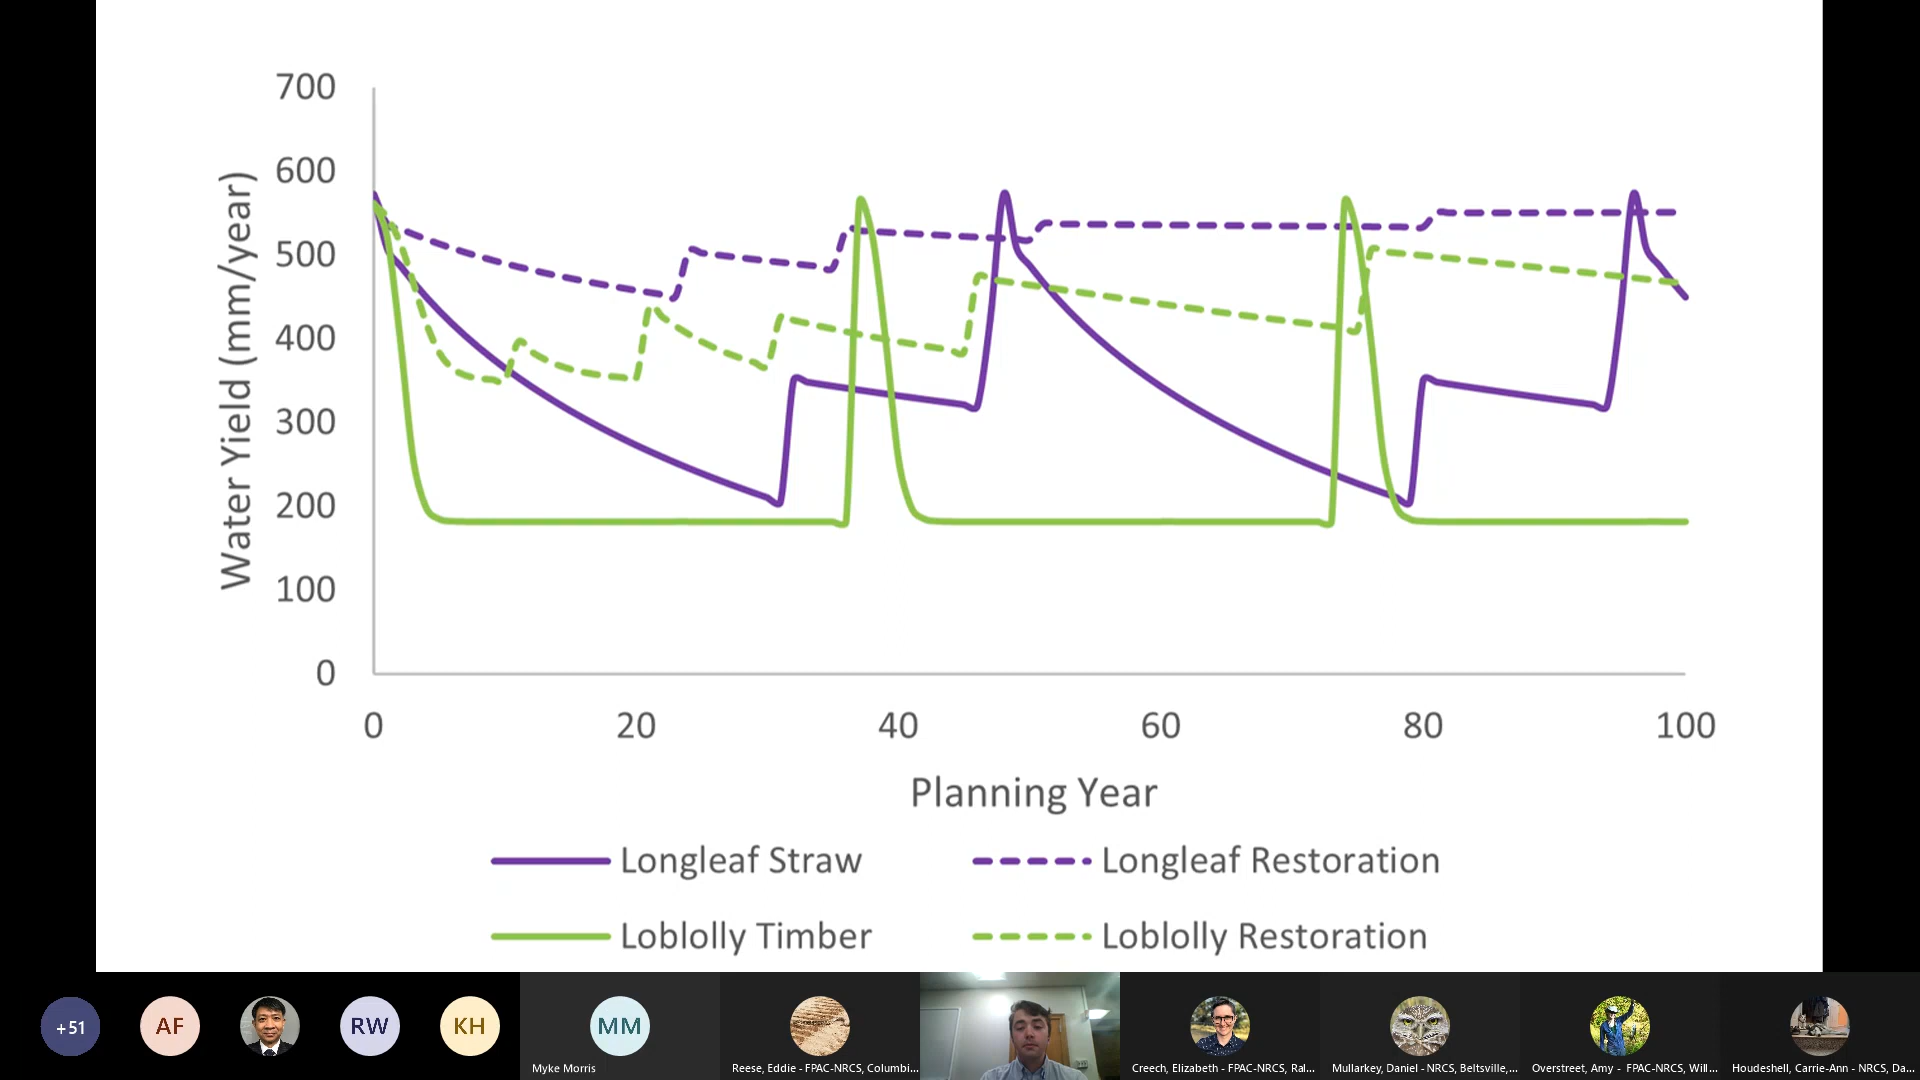 700
600
500
400
300
200
100
0
Water Yield (mm/year)
0 20 40 60 80 100
Planning Year
Longleaf Straw Longleaf Restoration
Loblolly Timber Loblolly Restoration
+51 AF RW KH MM
Myke Morris
Reese, Eddie - FPAC-NRCS, Columbi...
Creech, Elizabeth - FPAC-NRCS, Ral...
Mullarkey, Daniel - NRCS, Beltsville,...
Overstreet, Amy - FPAC-NRCS, Will...
Houdeshell, Carrie-Ann - NRCS, Da...